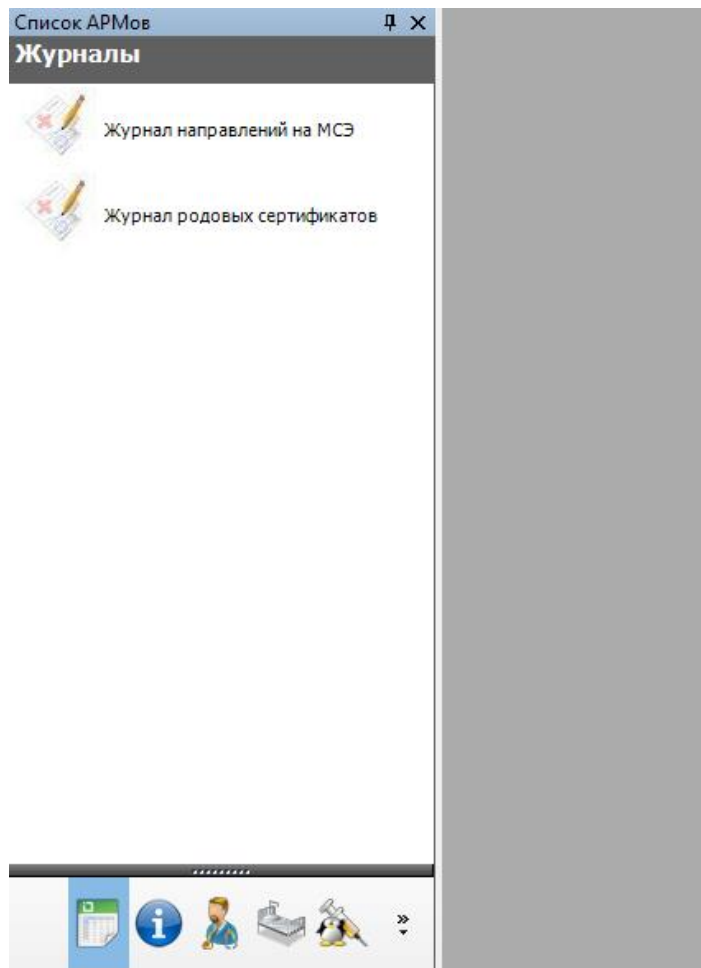 Список АРМов
Журналы
Журнал направлений на МСЭ
Журнал родовых сертификатов